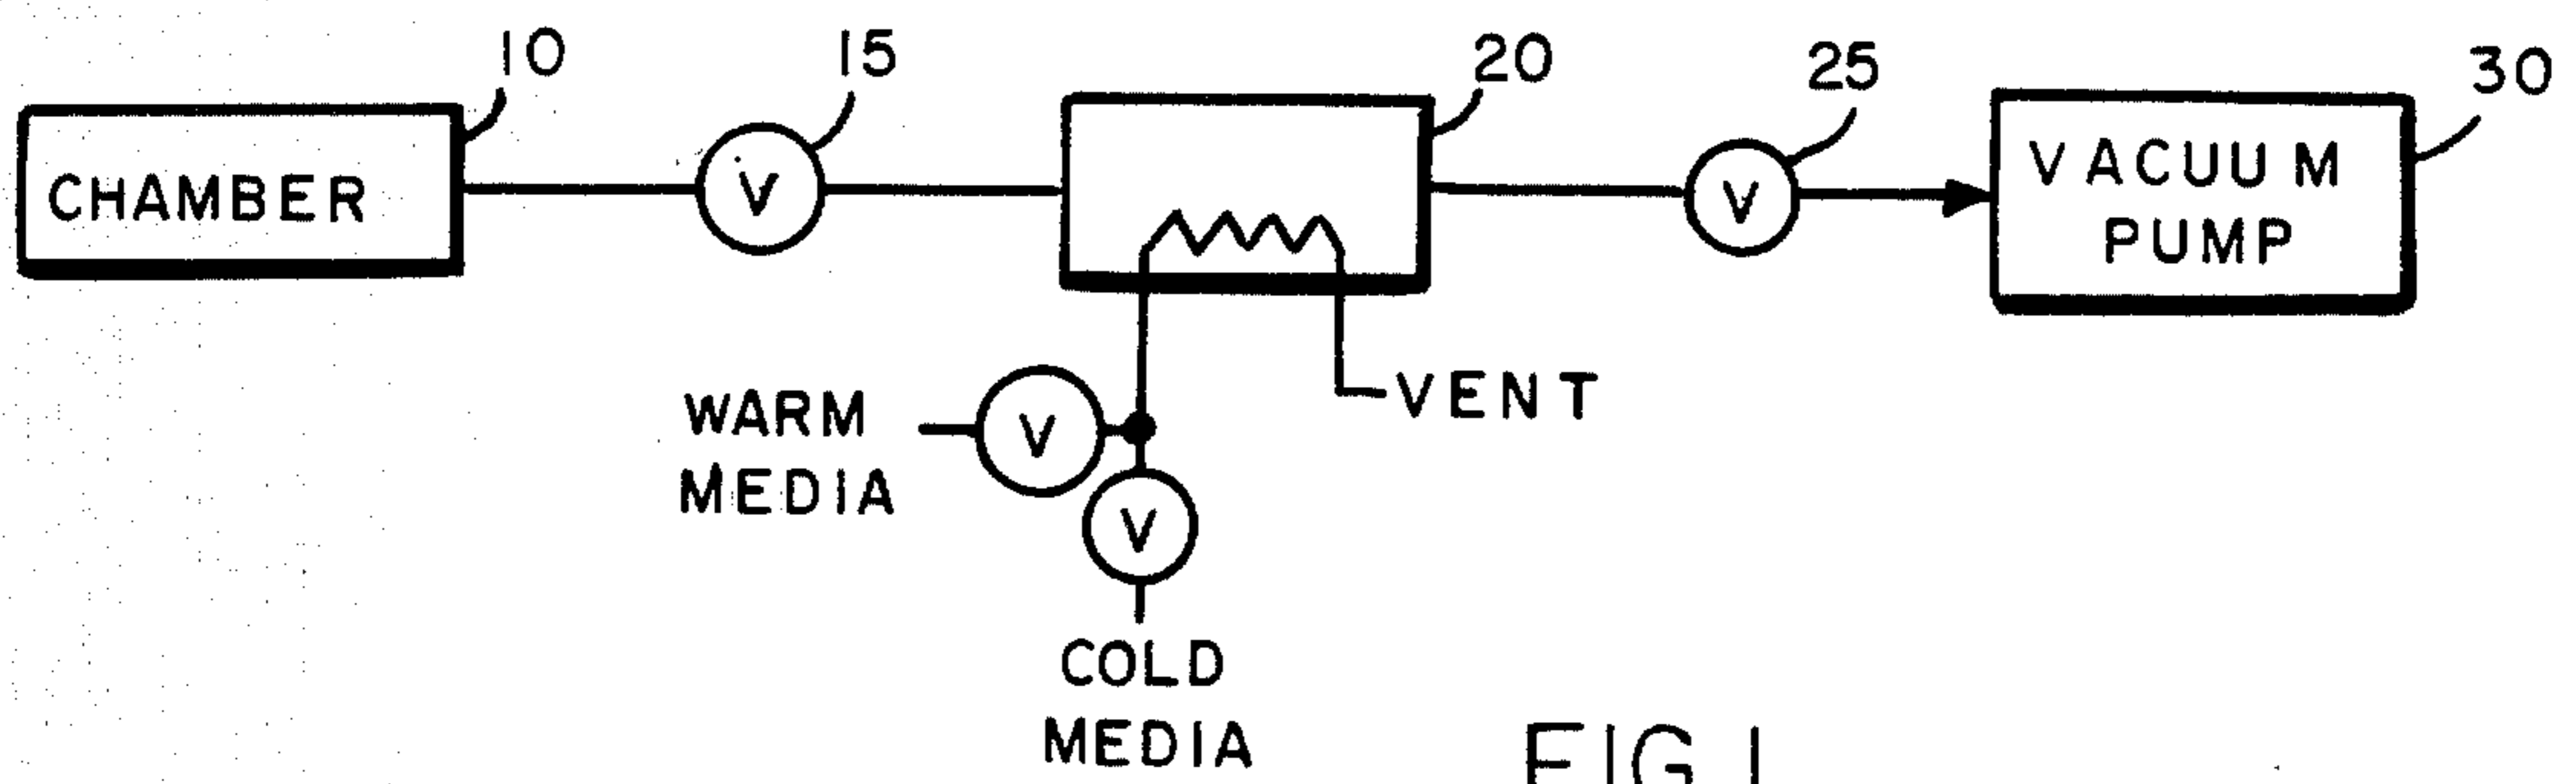 10
15
20
25
30
CHAMBER
V
V
VACUUM
PUMP
WARM
MEDIA
V
VENT
V
COLD
MEDIA
FIG.1